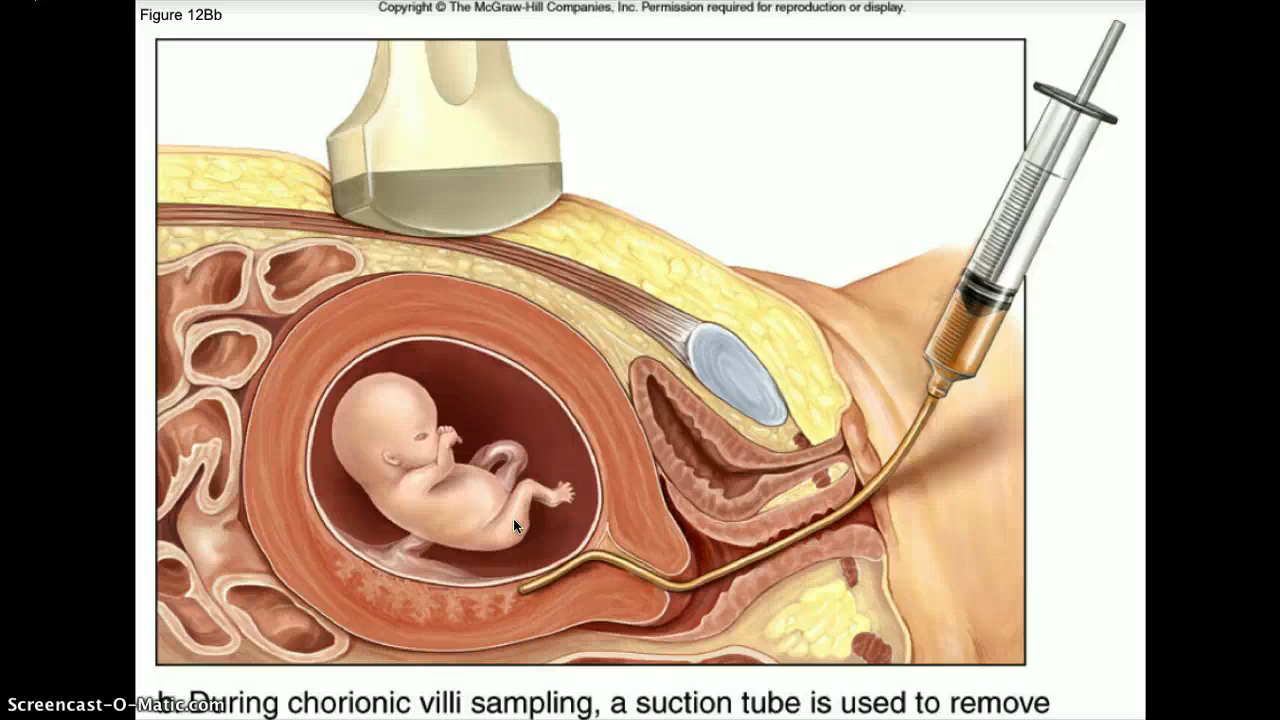 Copyright © The McGraw-Hill Companies, Inc. Permission required for reproduction or display.
Figure 12Bb
b. During chorionic villi sampling, a suction tube is used to remove
Screencast-O-Matic.com